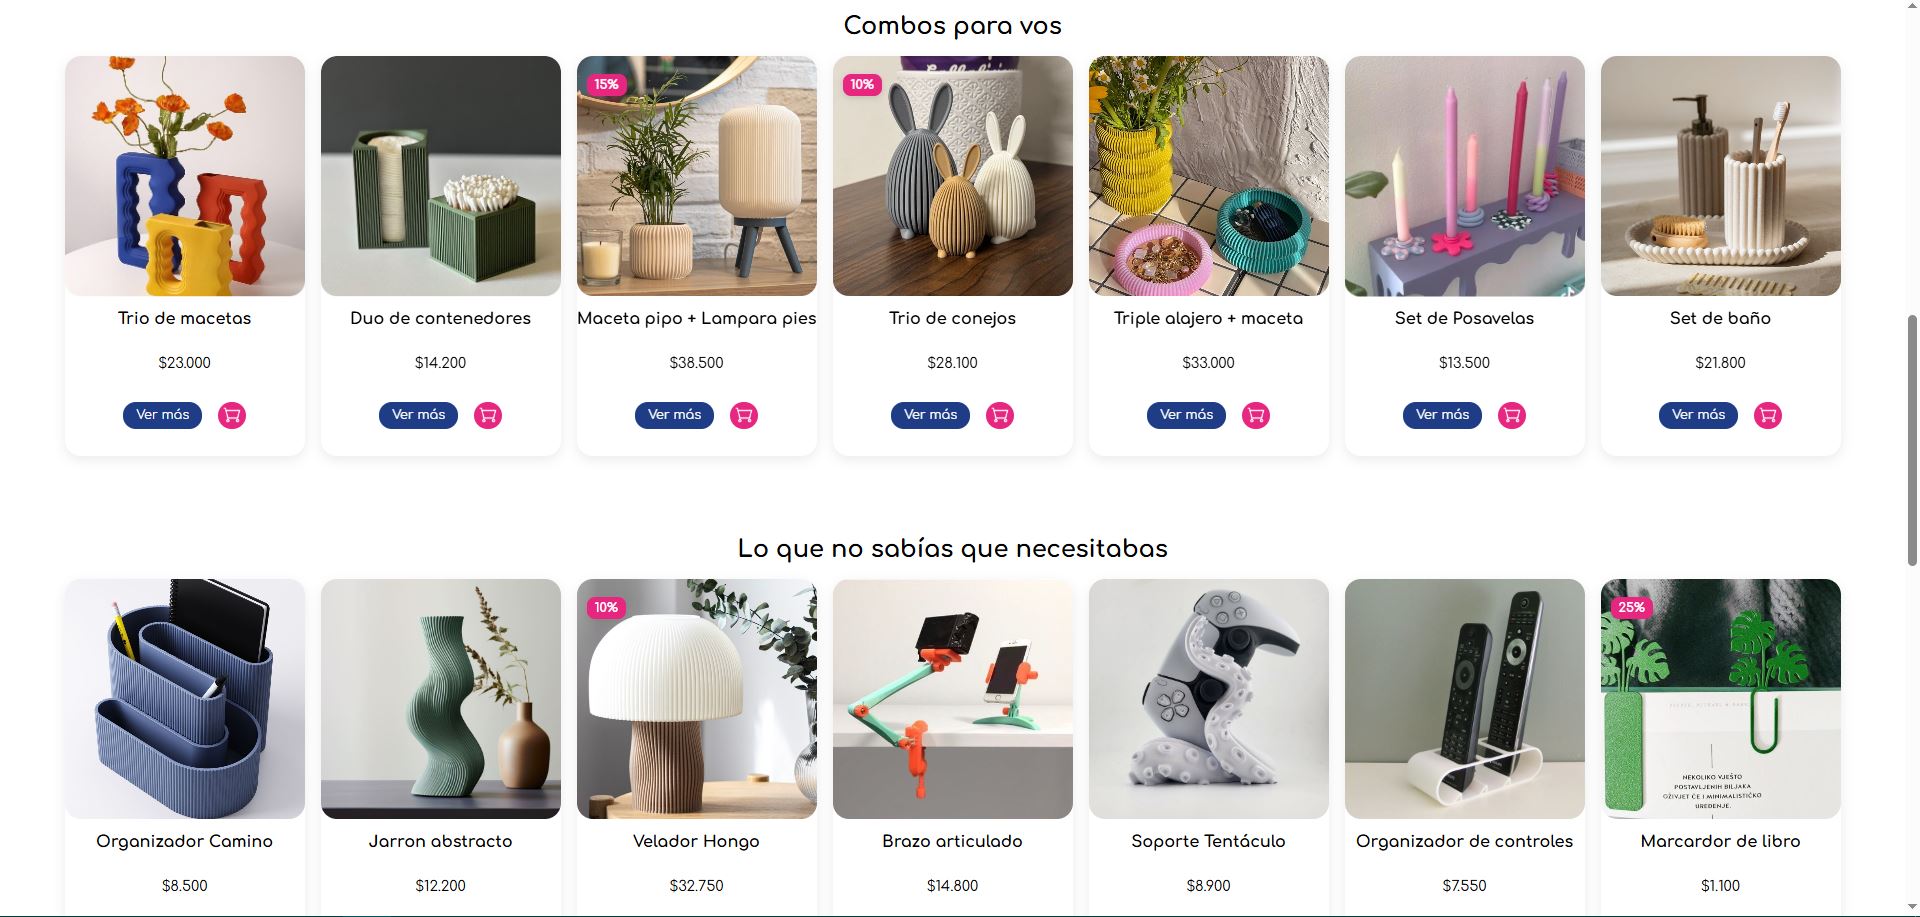 Combos para vos
15%
10%
Trio de macetas
Duo de contenedores
Maceta pipo + Lampara pies
Trio de conejos
Triple alajero + maceta
Set de Posavelas
Set de baño
$23.000
$14.200
$38.500
$28.100
$33.000
$13.500
$21.800
Ver más
Ver más
Ver más
Ver más
Ver más
Ver más
Ver más
Lo que no sabías que necesitabas
10%
25%
NEKOLIKO VJEŠTO
POSTAVLJENIH BILJAKA
OŽIVJET ĆE I MINIMALISTIČKO
UREĐENJE.
Organizador Camino
Jarron abstracto
Velador Hongo
Brazo articulado
Soporte Tentáculo
Organizador de controles
Marcardor de libro
$8.500
$12.200
$32.750
$14.800
$8.900
$7.550
$1.100